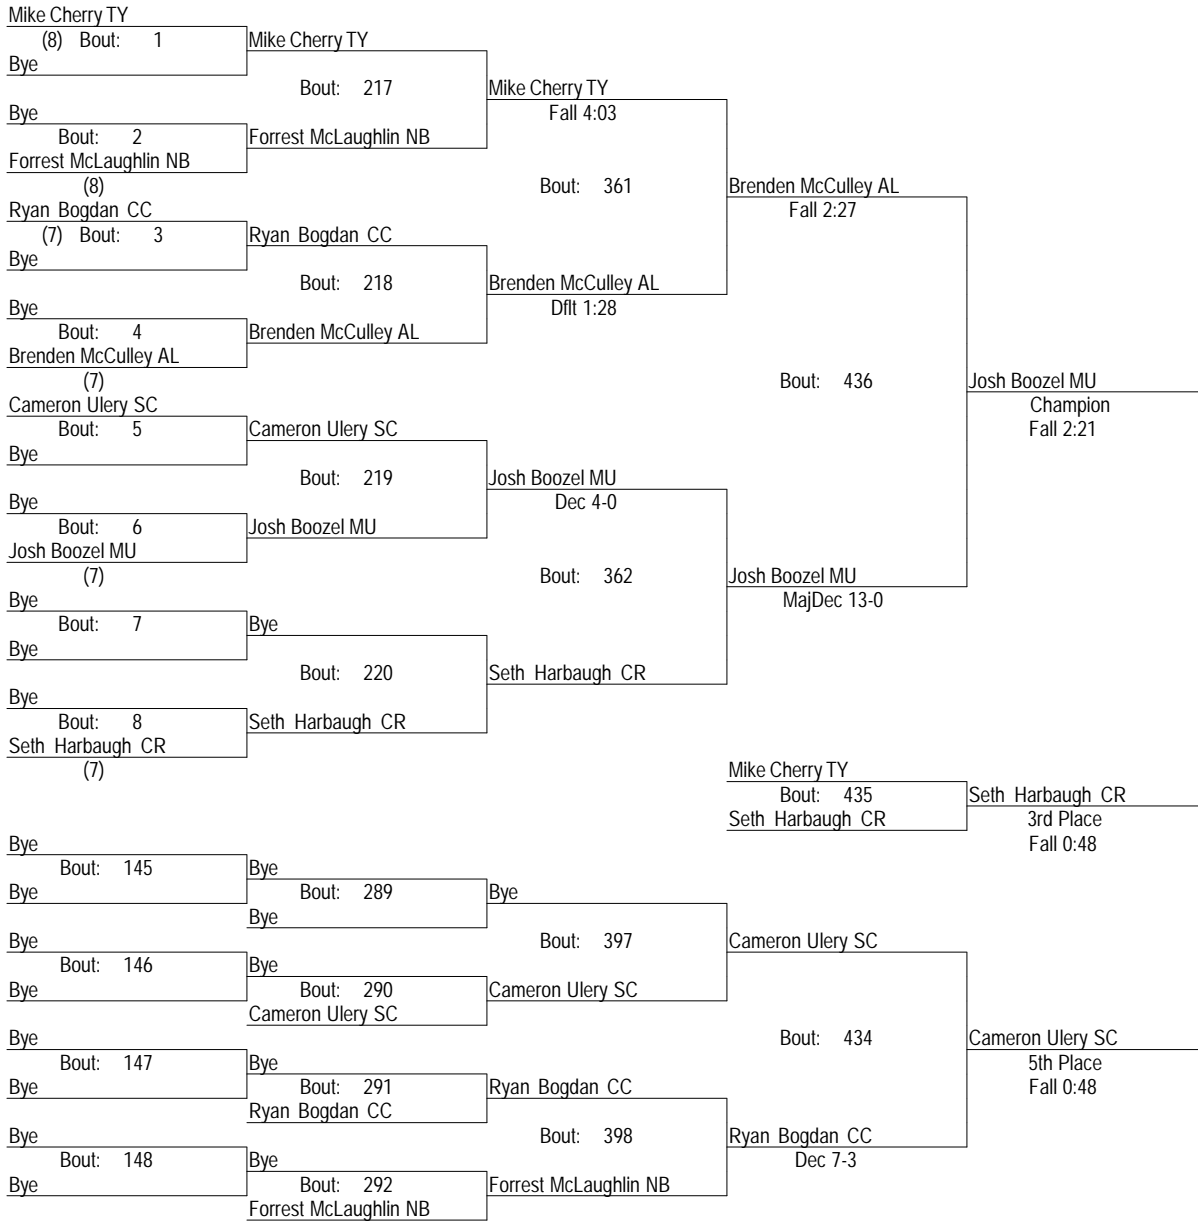 Mike Cherry TY
(8) Bout: 1
Mike Cherry TY
Bye
Bout: 217
Mike Cherry TY
Fall 4:03
Bye
Bout: 2
Forrest McLaughlin NB
Forrest McLaughlin NB
(8)
Bout: 361
Brenden McCulley AL
Fall 2:27
Ryan Bogdan CC
(7) Bout: 3
Ryan Bogdan CC
Bye
Bout: 218
Brenden McCulley AL
Dflt 1:28
Bye
Bout: 4
Brenden McCulley AL
Brenden McCulley AL
(7)
Bout: 436
Josh Boozel MU
Champion
Fall 2:21
Cameron Ulery SC
Bout: 5
Cameron Ulery SC
Bye
Bout: 219
Josh Boozel MU
Dec 4-0
Bye
Bout: 6
Josh Boozel MU
Josh Boozel MU
(7)
Bout: 362
Josh Boozel MU
MajDec 13-0
Bye
Bout: 7
Bye
Bye
Bout: 220
Seth Harbaugh CR
Bye
Bout: 8
Seth Harbaugh CR
Seth Harbaugh CR
(7)
Mike Cherry TY
Bout: 435
Seth Harbaugh CR
Seth Harbaugh CR
3rd Place
Fall 0:48
Bye
Bout: 145
Bye
Bye
Bout: 289
Bye
Bye
Bye
Bout: 397
Cameron Ulery SC
Bout: 146
Bye
Bye
Bout: 290
Cameron Ulery SC
Cameron Ulery SC
Bye
Bout: 434
Cameron Ulery SC
5th Place
Fall 0:48
Bout: 147
Bye
Bye
Bout: 291
Ryan Bogdan CC
Ryan Bogdan CC
Bye
Bout: 398
Ryan Bogdan CC
Dec 7-3
Bout: 148
Bye
Bye
Bout: 292
Forrest McLaughlin NB
Forrest McLaughlin NB